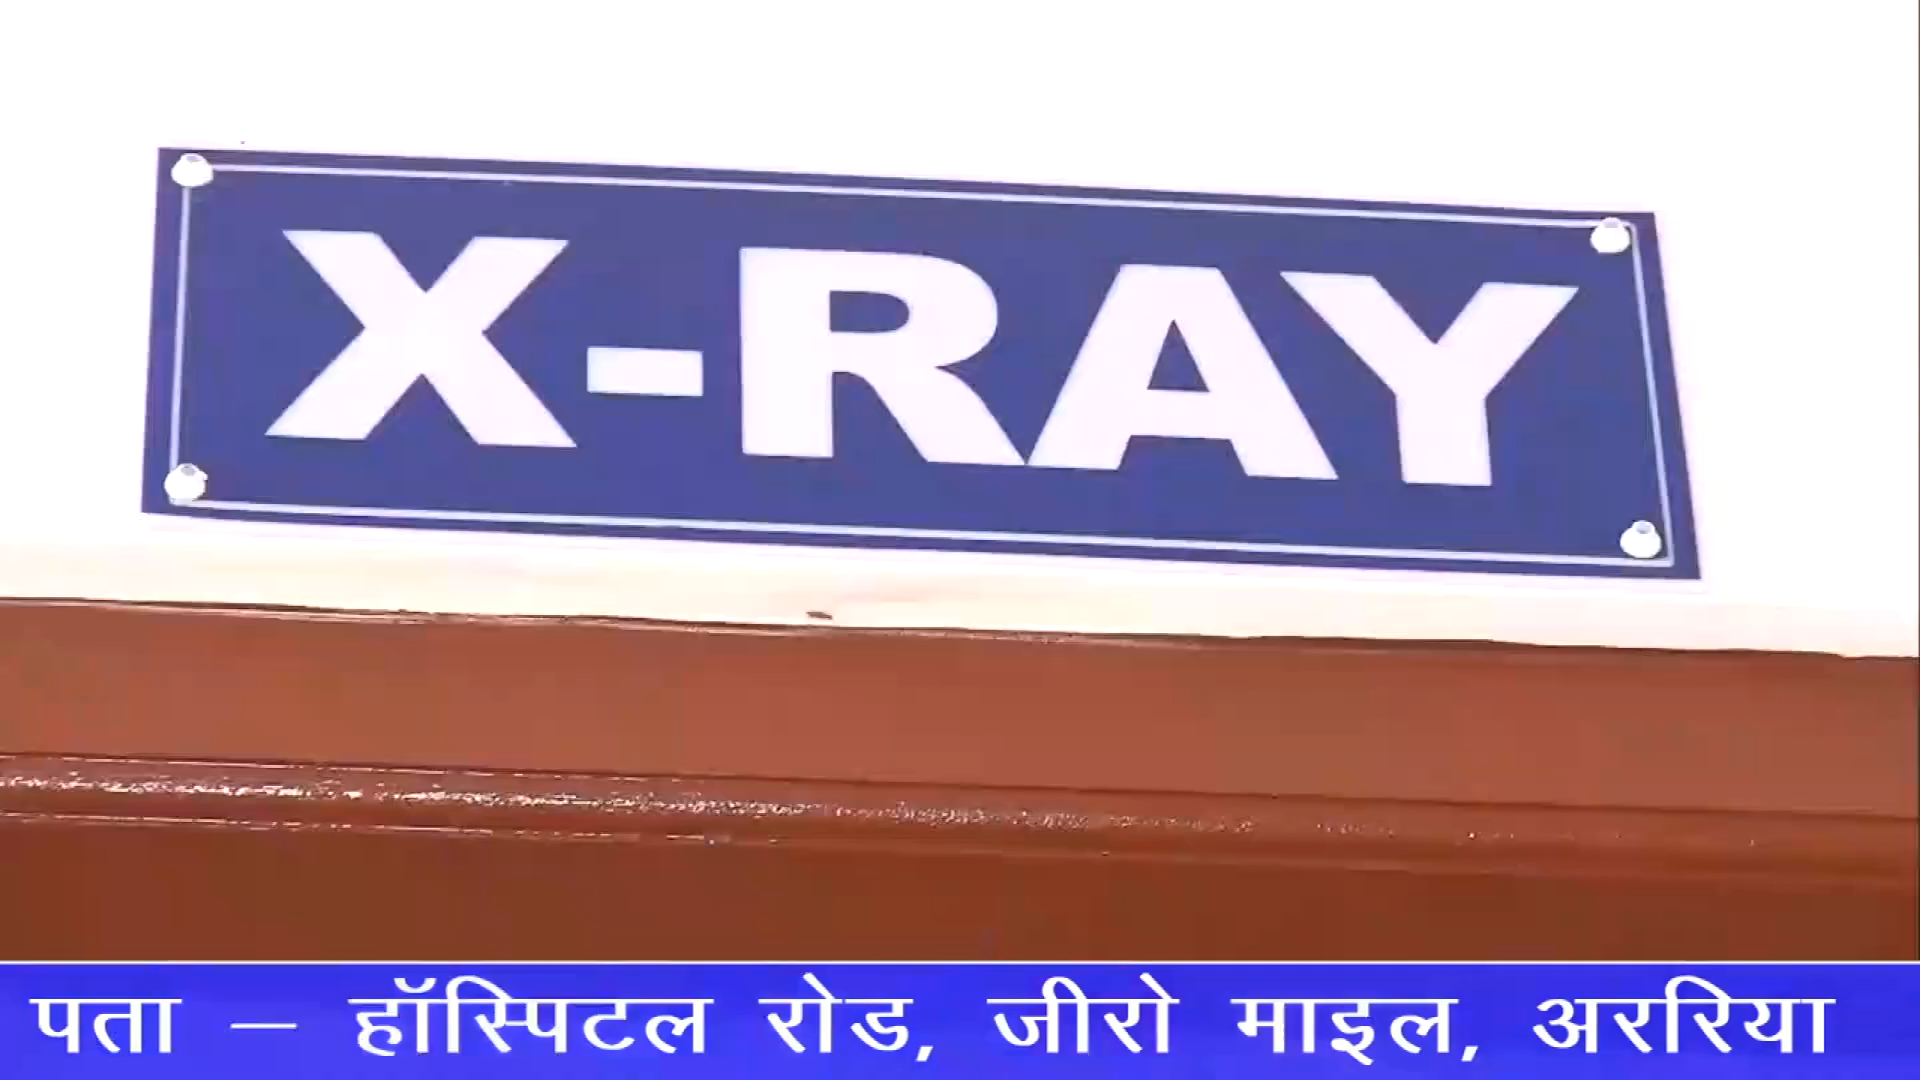 X-RAY
पता – हॉस्पिटल रोड, जीरो माइल, अररिया